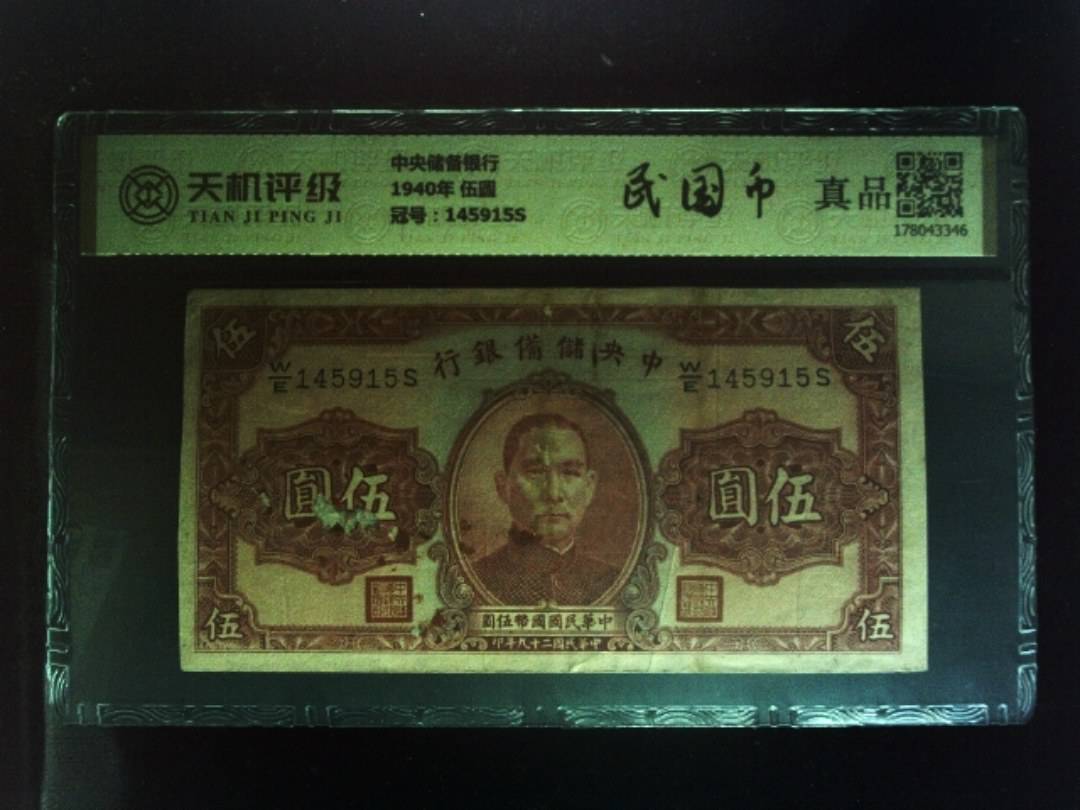 天机评级
TIAN JI PING JI
中央储备银行
1940年 伍圆
冠号：145915S
民国币
真品
178043346
伍
伍
行銀備儲央中
W/E 145915S
W/E 145915S
圓伍
圓伍
圓伍幣國國民華中
印年九十二國民華中
伍
伍